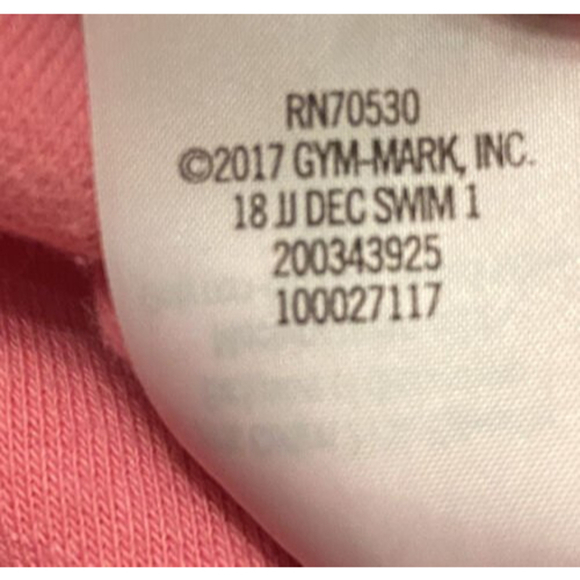 RN70530
©2017 GYM-MARK, INC.
18 JJ DEC SWIM 1
200343925
100027117